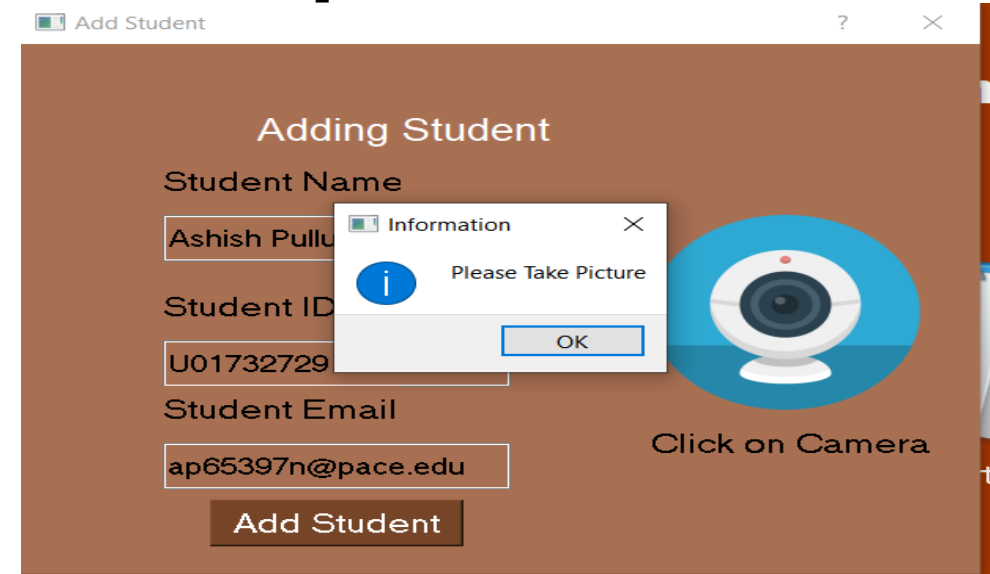 Add Student
?
Adding Student
Student Name
Ashish
Information
Please Take Picture
OK
Student ID
U01732729
Student Email
ap65397n@pace.edu
Add Student
Click on Camera